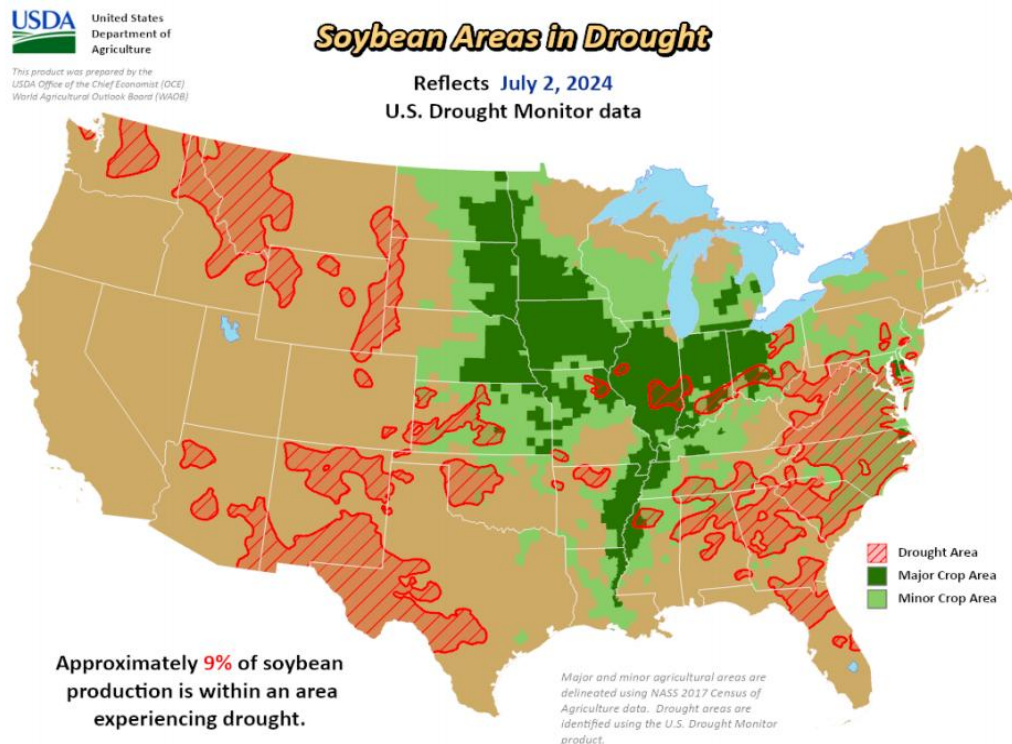 USDA
United States
Department of
Agriculture
This product was prepared by the
USDA Office of the Chief Economist (OCE)
World Agricultural Outlook Board (WAOB)
Soybean Areas in Drought
Reflects July 2, 2024
U.S. Drought Monitor data
Drought Area
Major Crop Area
Minor Crop Area
Approximately 9% of soybean
production is within an area
experiencing drought.
Major and minor agricultural areas are
delineated using NASS 2017 Census of
Agriculture data. Drought areas are
identified using the U.S. Drought Monitor
product.